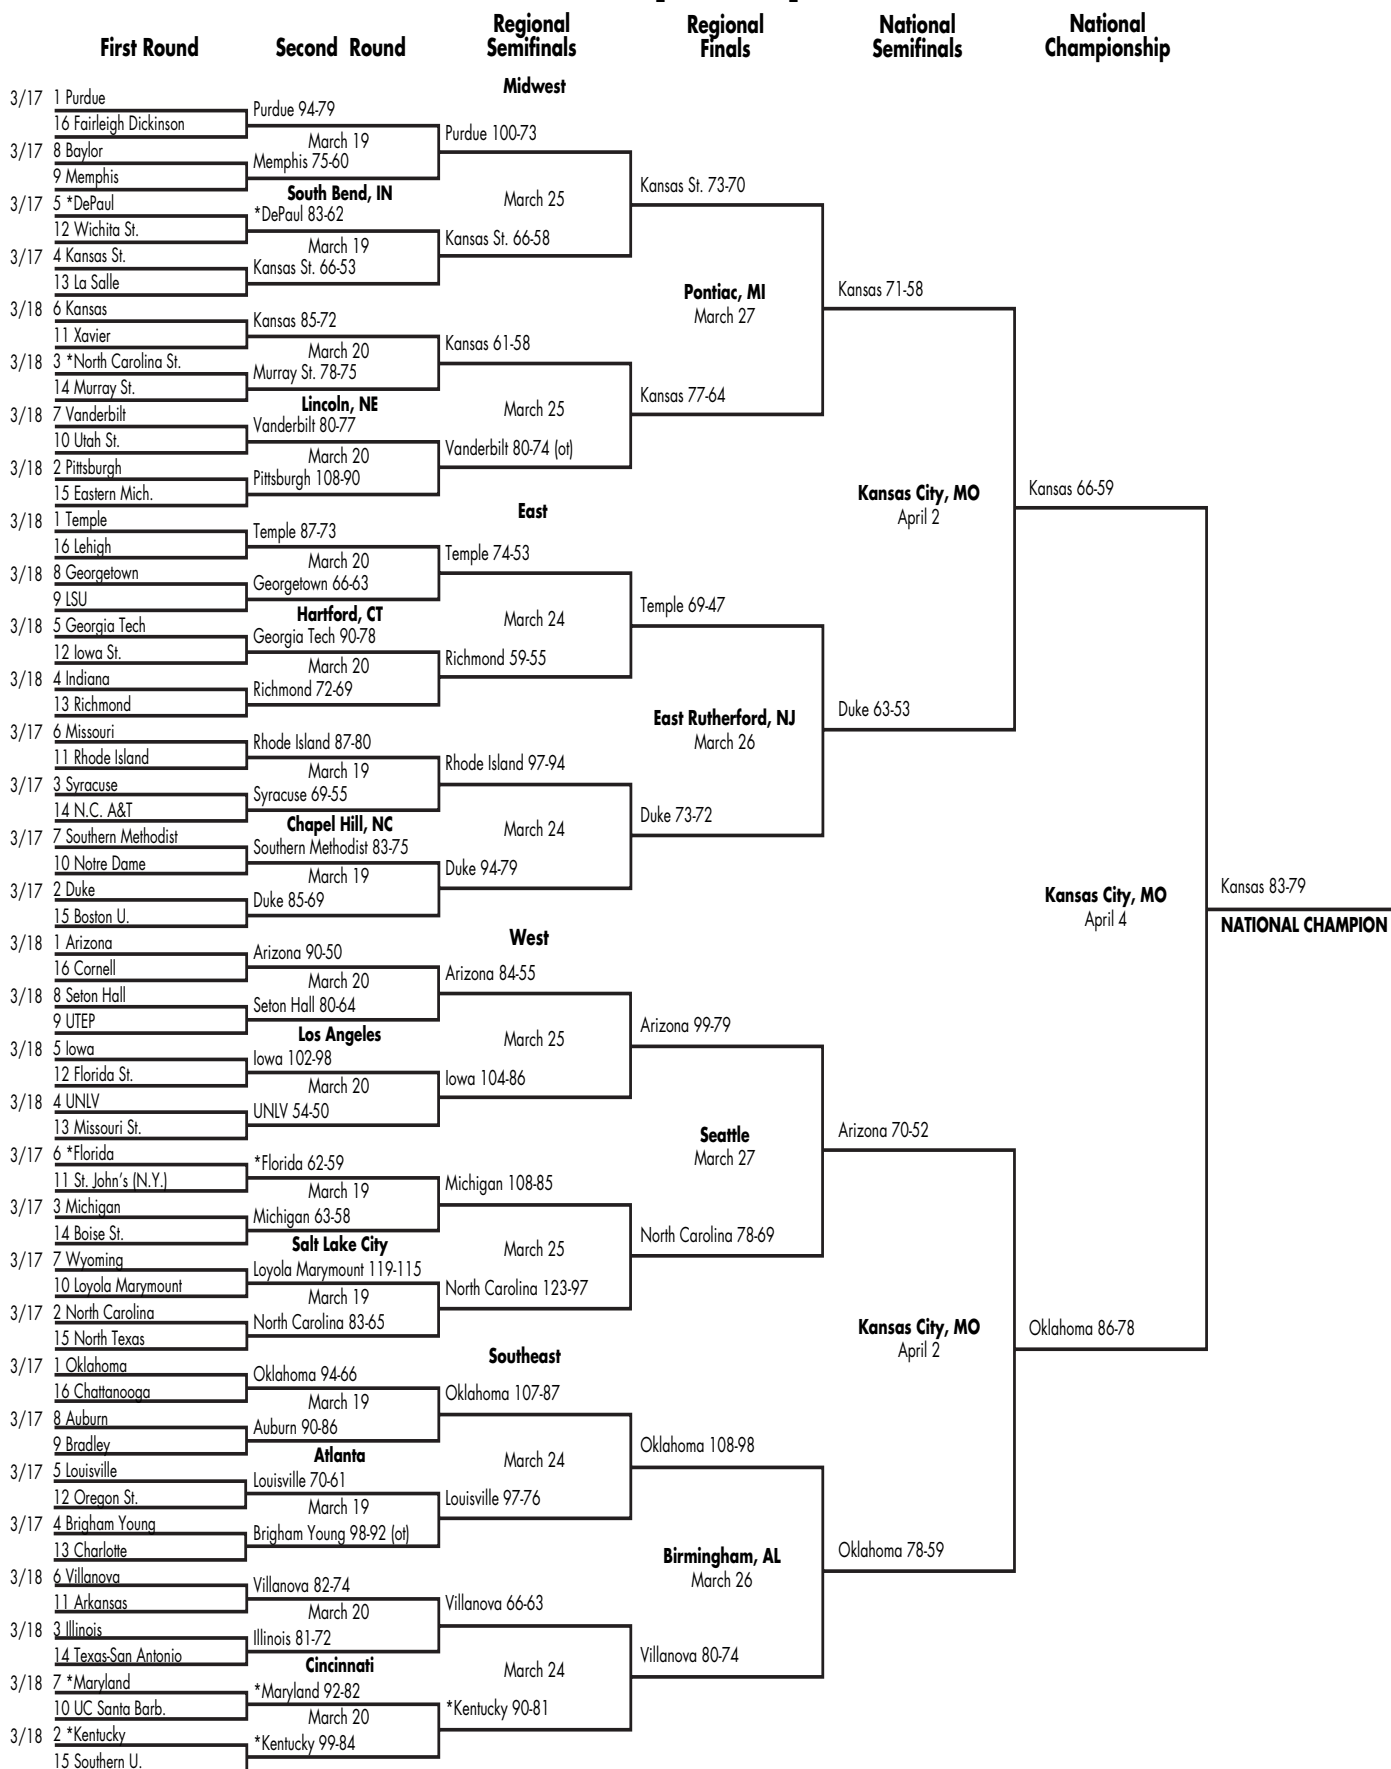 Regional Semifinals
Regional Finals
National Semifinals
National Championship
First Round
Second Round
Midwest
3/17 1 Purdue
16 Fairleigh Dickinson
3/17 8 Baylor
9 Memphis
3/17 5 *DePaul
12 Wichita St.
3/17 4 Kansas St.
13 La Salle
3/18 6 Kansas
11 Xavier
3/18 3 *North Carolina St.
14 Murray St.
3/18 7 Vanderbilt
10 Utah St.
3/18 2 Pittsburgh
15 Eastern Mich.
Purdue 94-79
March 19
Memphis 75-60
South Bend, IN
*DePaul 83-62
March 19
Kansas St. 66-53
Kansas 85-72
March 20
Murray St. 78-75
Lincoln, NE
Vanderbilt 80-77
March 20
Pittsburgh 108-90
Purdue 100-73
March 25
Kansas St. 66-58
Kansas 61-58
March 25
Vanderbilt 80-74 (ot)
Kansas St. 73-70
Pontiac, MI
March 27
Kansas 77-64
Kansas 71-58
East
3/18 1 Temple
16 Lehigh
3/18 8 Georgetown
9 LSU
3/18 5 Georgia Tech
12 Iowa St.
3/18 4 Indiana
13 Richmond
3/17 6 Missouri
11 Rhode Island
3/17 3 Syracuse
14 N.C. A&T
3/17 7 Southern Methodist
10 Notre Dame
3/17 2 Duke
15 Boston U.
Temple 87-73
March 20
Georgetown 66-63
Hartford, CT
Georgia Tech 90-78
March 20
Richmond 72-69
Rhode Island 87-80
March 19
Syracuse 69-55
Chapel Hill, NC
Southern Methodist 83-75
March 19
Duke 85-69
Temple 74-53
March 24
Richmond 59-55
Rhode Island 97-94
March 24
Duke 94-79
Temple 69-47
East Rutherford, NJ
March 26
Duke 73-72
Duke 63-53
Kansas City, MO
April 2
Kansas 66-59
West
3/18 1 Arizona
16 Cornell
3/18 8 Seton Hall
9 UTEP
3/18 5 Iowa
12 Florida St.
3/18 4 UNLV
13 Missouri St.
3/17 6 *Florida
11 St. John's (N.Y.)
3/17 3 Michigan
14 Boise St.
3/17 7 Wyoming
10 Loyola Marymount
3/17 2 North Carolina
15 North Texas
Arizona 90-50
March 20
Seton Hall 80-64
Los Angeles
Iowa 102-98
March 20
UNLV 54-50
*Florida 62-59
March 19
Michigan 63-58
Salt Lake City
Loyola Marymount 119-115
March 19
North Carolina 83-65
Arizona 84-55
March 25
Iowa 104-86
Michigan 108-85
March 25
North Carolina 123-97
Arizona 99-79
Seattle
March 27
North Carolina 78-69
Arizona 70-52
Southeast
3/17 1 Oklahoma
16 Chattanooga
3/17 8 Auburn
9 Bradley
3/17 5 Louisville
12 Oregon St.
3/17 4 Brigham Young
13 Charlotte
3/18 6 Villanova
11 Arkansas
3/18 3 Illinois
14 Texas-San Antonio
3/18 7 *Maryland
10 UC Santa Barb.
3/18 2 *Kentucky
15 Southern U.
Oklahoma 94-66
March 19
Auburn 90-86
Atlanta
Louisville 70-61
March 19
Brigham Young 98-92 (ot)
Villanova 82-74
March 20
Illinois 81-72
Cincinnati
*Maryland 92-82
March 20
*Kentucky 99-84
Oklahoma 107-87
March 24
Louisville 97-76
Villanova 66-63
March 24
*Kentucky 90-81
Oklahoma 108-98
Birmingham, AL
March 26
Villanova 80-74
Oklahoma 78-59
Kansas City, MO
April 2
Oklahoma 86-78
Kansas City, MO
April 4
Kansas 83-79
NATIONAL CHAMPION